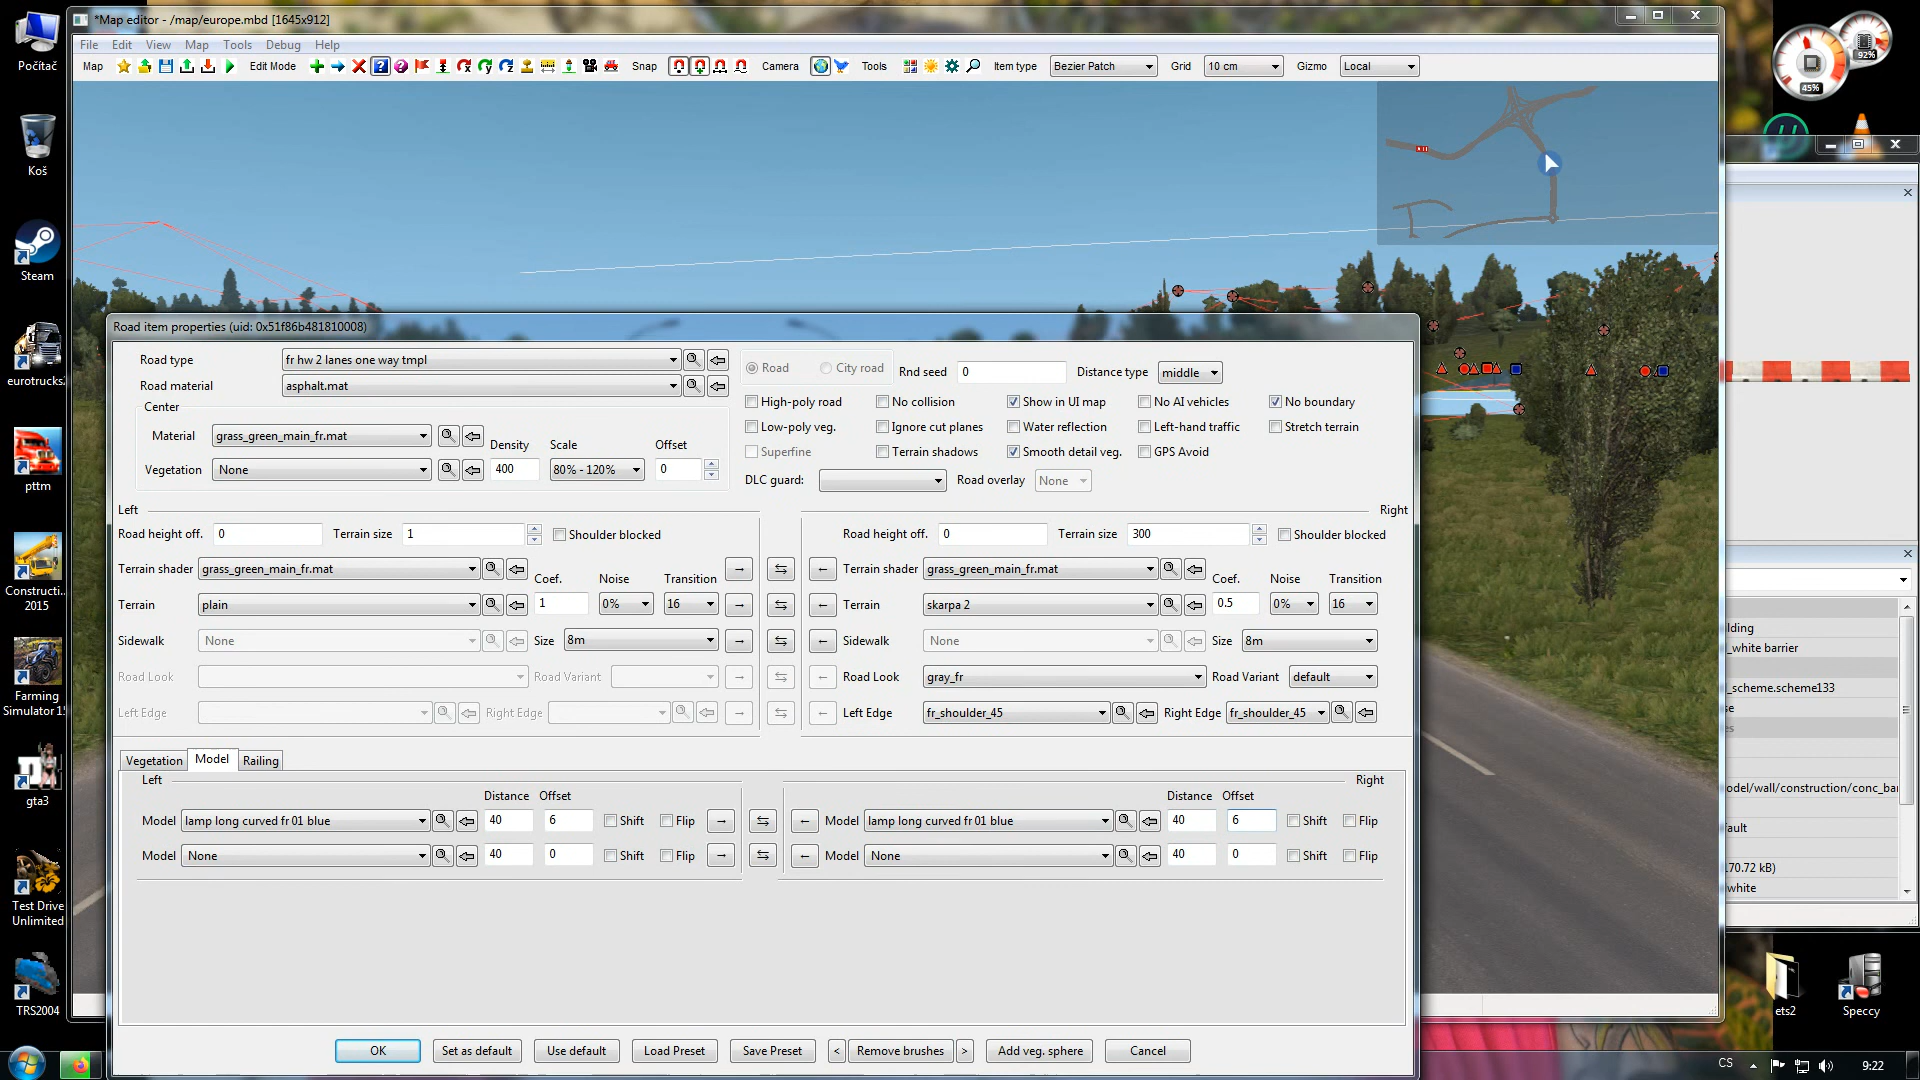 *Map editor - /map/europe.mbd [1645x912]
File Edit View Map Tools Debug Help
Map Edit Mode Snap Camera Tools Item type Bezier Patch Grid 10 cm Gizmo Local
Počítač
Koš
Steam
eurotrucks2
pttm
Constructi...
2015
Farming
Simulator 15
gta3
Test Drive
Unlimited
TRS2004
92%
45%
Road item properties (uid: 0x51f86b481810008)
Road type fr hw 2 lanes one way tmpl
Road material asphalt.mat
Center
Material grass_green_main_fr.mat Density Scale Offset
Vegetation None 400 80% - 120% 0
Road City road Rnd seed 0 Distance type middle
High-poly road No collision Show in UI map No AI vehicles No boundary
Low-poly veg. Ignore cut planes Water reflection Left-hand traffic Stretch terrain
Superfine Terrain shadows Smooth detail veg. GPS Avoid
DLC guard: Road overlay None
Left Right
Road height off. 0 Terrain size 1 Shoulder blocked Road height off. 0 Terrain size 300 Shoulder blocked
Terrain shader grass_green_main_fr.mat Coef. Noise Transition → ⇆ ← Terrain shader grass_green_main_fr.mat Coef. Noise Transition
Terrain plain 1 0% 16 → ⇆ ← Terrain skarpa 2 0.5 0% 16
Sidewalk None Size 8m → ⇆ ← Sidewalk None Size 8m
Road Look Road Variant → ⇆ ← Road Look gray_fr Road Variant default
Left Edge Right Edge → ⇆ ← Left Edge fr_shoulder_45 Right Edge fr_shoulder_45
Vegetation Model Railing
Left Right
Distance Offset Distance Offset
Model lamp long curved fr 01 blue 40 6 Shift Flip → ⇆ ← Model lamp long curved fr 01 blue 40 6 Shift Flip
Model None 40 0 Shift Flip → ⇆ ← Model None 40 0 Shift Flip
OK Set as default Use default Load Preset Save Preset < Remove brushes > Add veg. sphere Cancel
lding
_white barrier
_scheme.scheme133
se
es
odel/wall/construction/conc_bar
fault
70.72 kB)
white
ets2
Speccy
CS 9:22